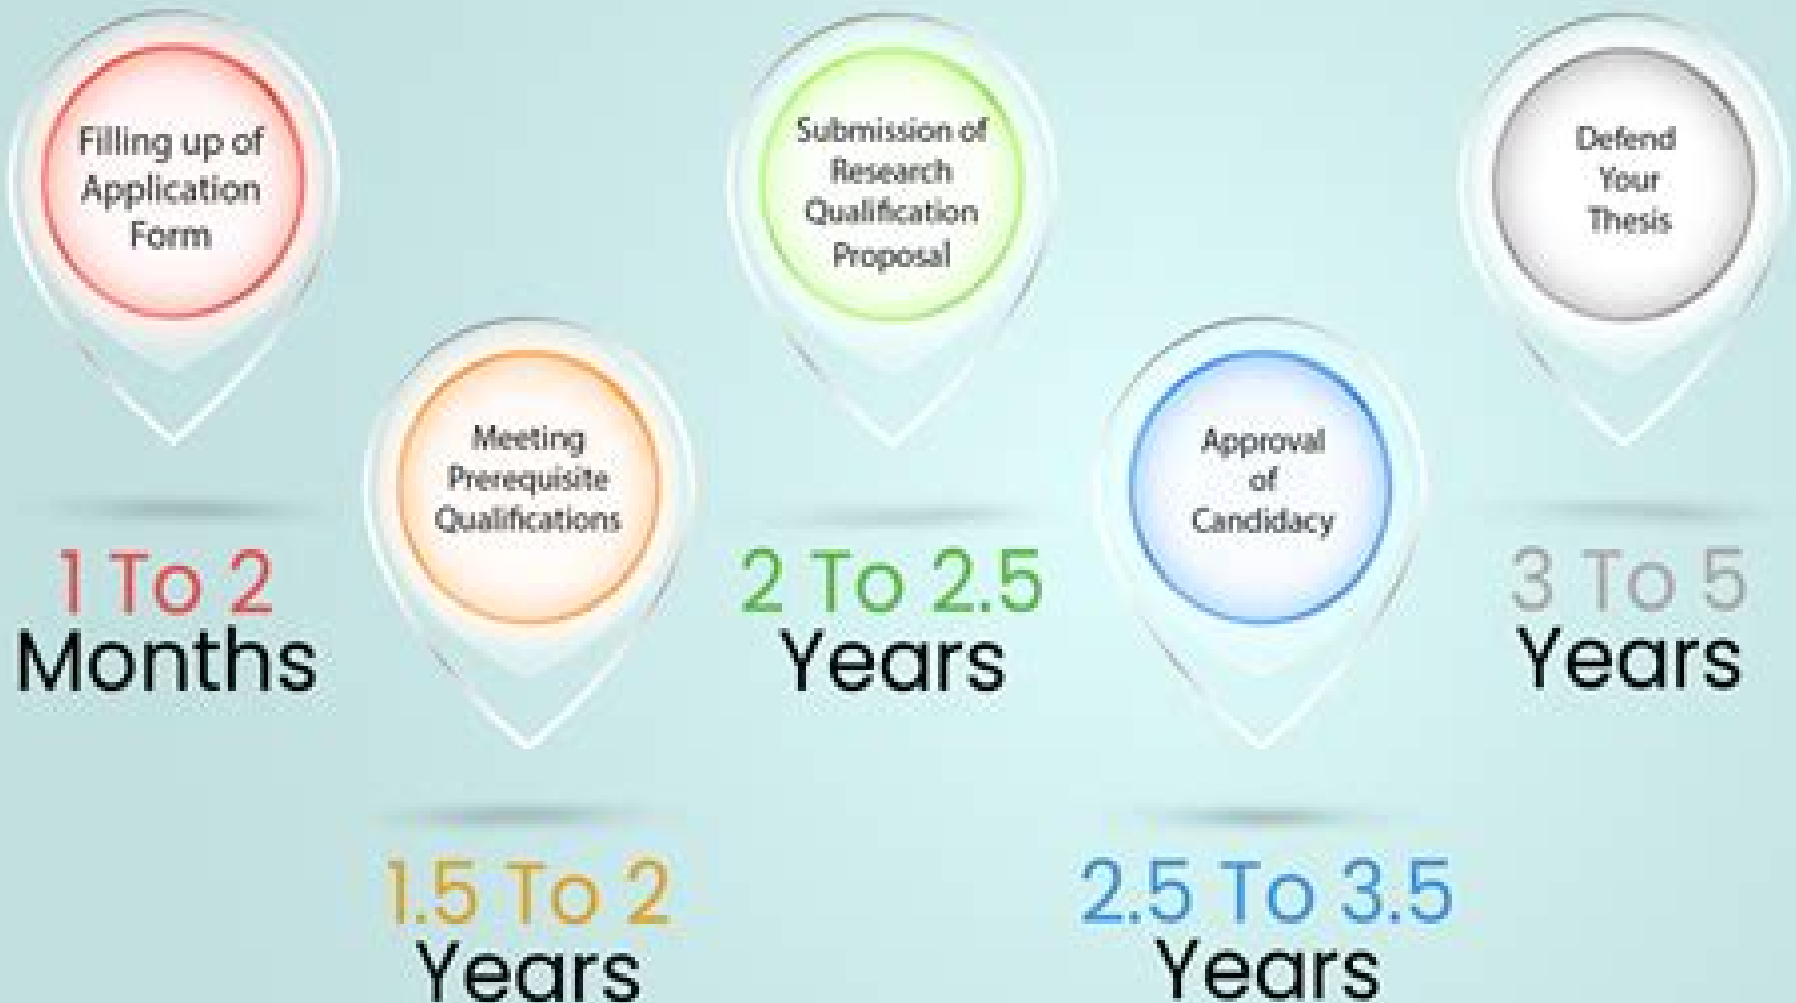 Filling up of
Application
Form
1 To 2
Months
Meeting
Prerequisite
Qualifications
1.5 To 2
Years
Submission of
Research
Qualification
Proposal
2 To 2.5
Years
Approval
of
Candidacy
2.5 To 3.5
Years
Defend
Your
Thesis
3 To 5
Years